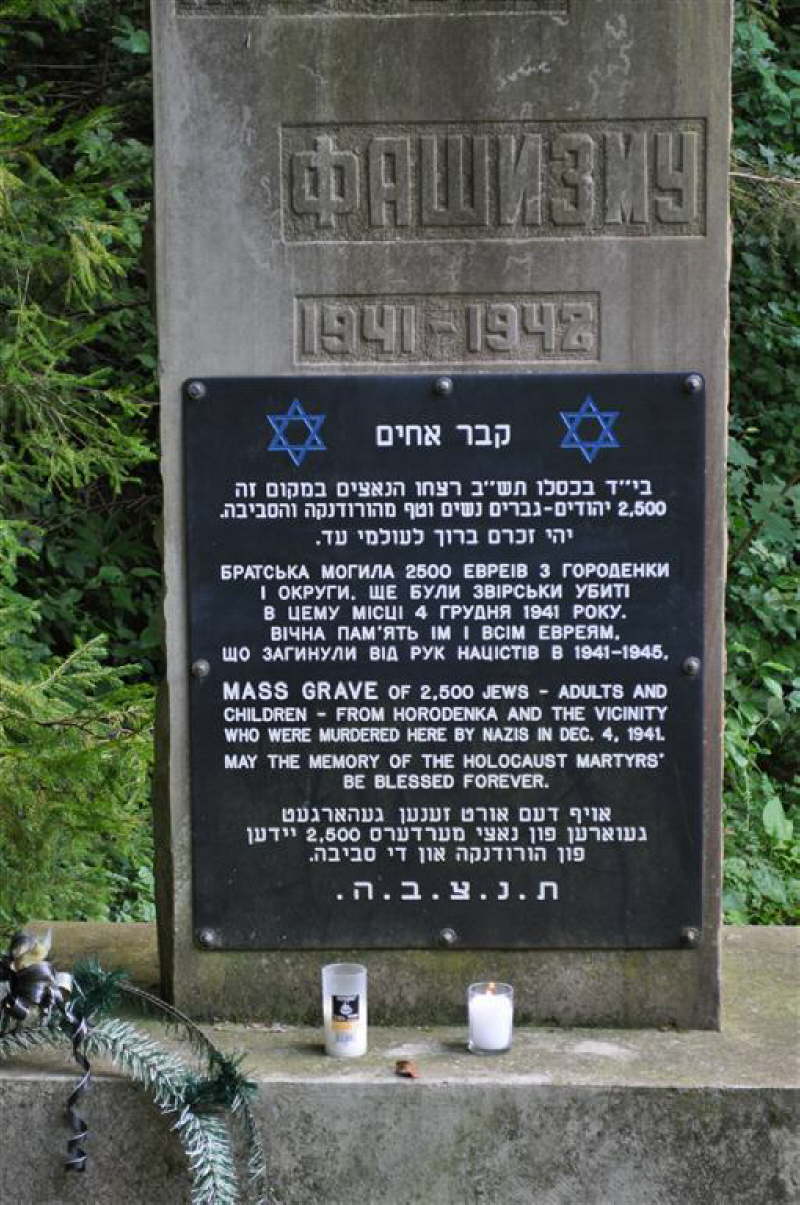 ФАШИЗМУ
1941-1942
קבר אחים
בי״ד בכסלו תש״ב רצחו הנאצים במקום זה
2,500 יהודים-גברים נשים וטף מהורודנקה והסביבה.
יהי זכרם ברוך לעולמי עד.
БРАТСЬКА МОГИЛА 2500 ЕВРЕІВ З ГОРОДЕНКИ
І ОКРУГИ. ЩЕ БУЛИ ЗВІРСЬКИ УБИТІ
В ЦЕМУ МІСЦІ 4 ГРУДНЯ 1941 РОКУ.
ВІЧНА ПАМ'ЯТЬ ІМ І ВСІМ ЕВРЕЯМ.
ЩО ЗАГИНУЛИ ВІД РУК НАЦІСТІВ В 1941-1945.
MASS GRAVE OF 2,500 JEWS - ADULTS AND
CHILDREN - FROM HORODENKA AND THE VICINITY
WHO WERE MURDERED HERE BY NAZIS IN DEC. 4, 1941.
MAY THE MEMORY OF THE HOLOCAUST MARTYRS'
BE BLESSED FOREVER.
אויף דעם אורט זענען געהארגעט
געווארען פון נאצי מערדערס 2,500 יידען
פון הורודנקה און די סביבה.
ת.נ.צ.ב.ה.